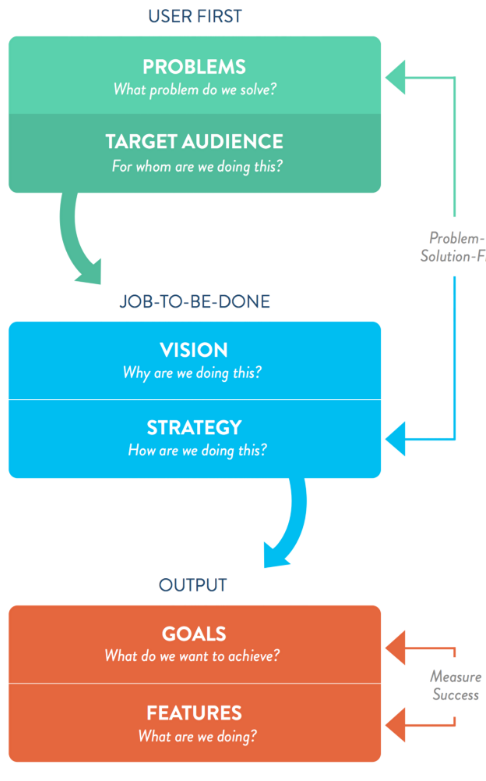 USER FIRST
PROBLEMS
What problem do we solve?
TARGET AUDIENCE
For whom are we doing this?
Problem-
Solution-F
JOB-TO-BE-DONE
VISION
Why are we doing this?
STRATEGY
How are we doing this?
OUTPUT
GOALS
What do we want to achieve?
Measure
Success
FEATURES
What are we doing?